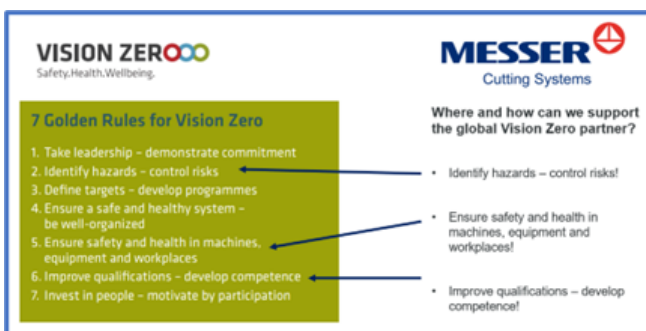 VISION ZERO
Safety.Health.Wellbeing.
7 Golden Rules for Vision Zero
1. Take leadership – demonstrate commitment
2. Identify hazards – control risks
3. Define targets – develop programmes
4. Ensure a safe and healthy system –
be well-organized
5. Ensure safety and health in machines,
equipment and workplaces
6. Improve qualifications – develop competence
7. Invest in people – motivate by participation
MESSER
Cutting Systems
Where and how can we support
the global Vision Zero partner?
• Identify hazards – control risks!
• Ensure safety and health in
machines, equipment and
workplaces!
• Improve qualifications – develop
competence!